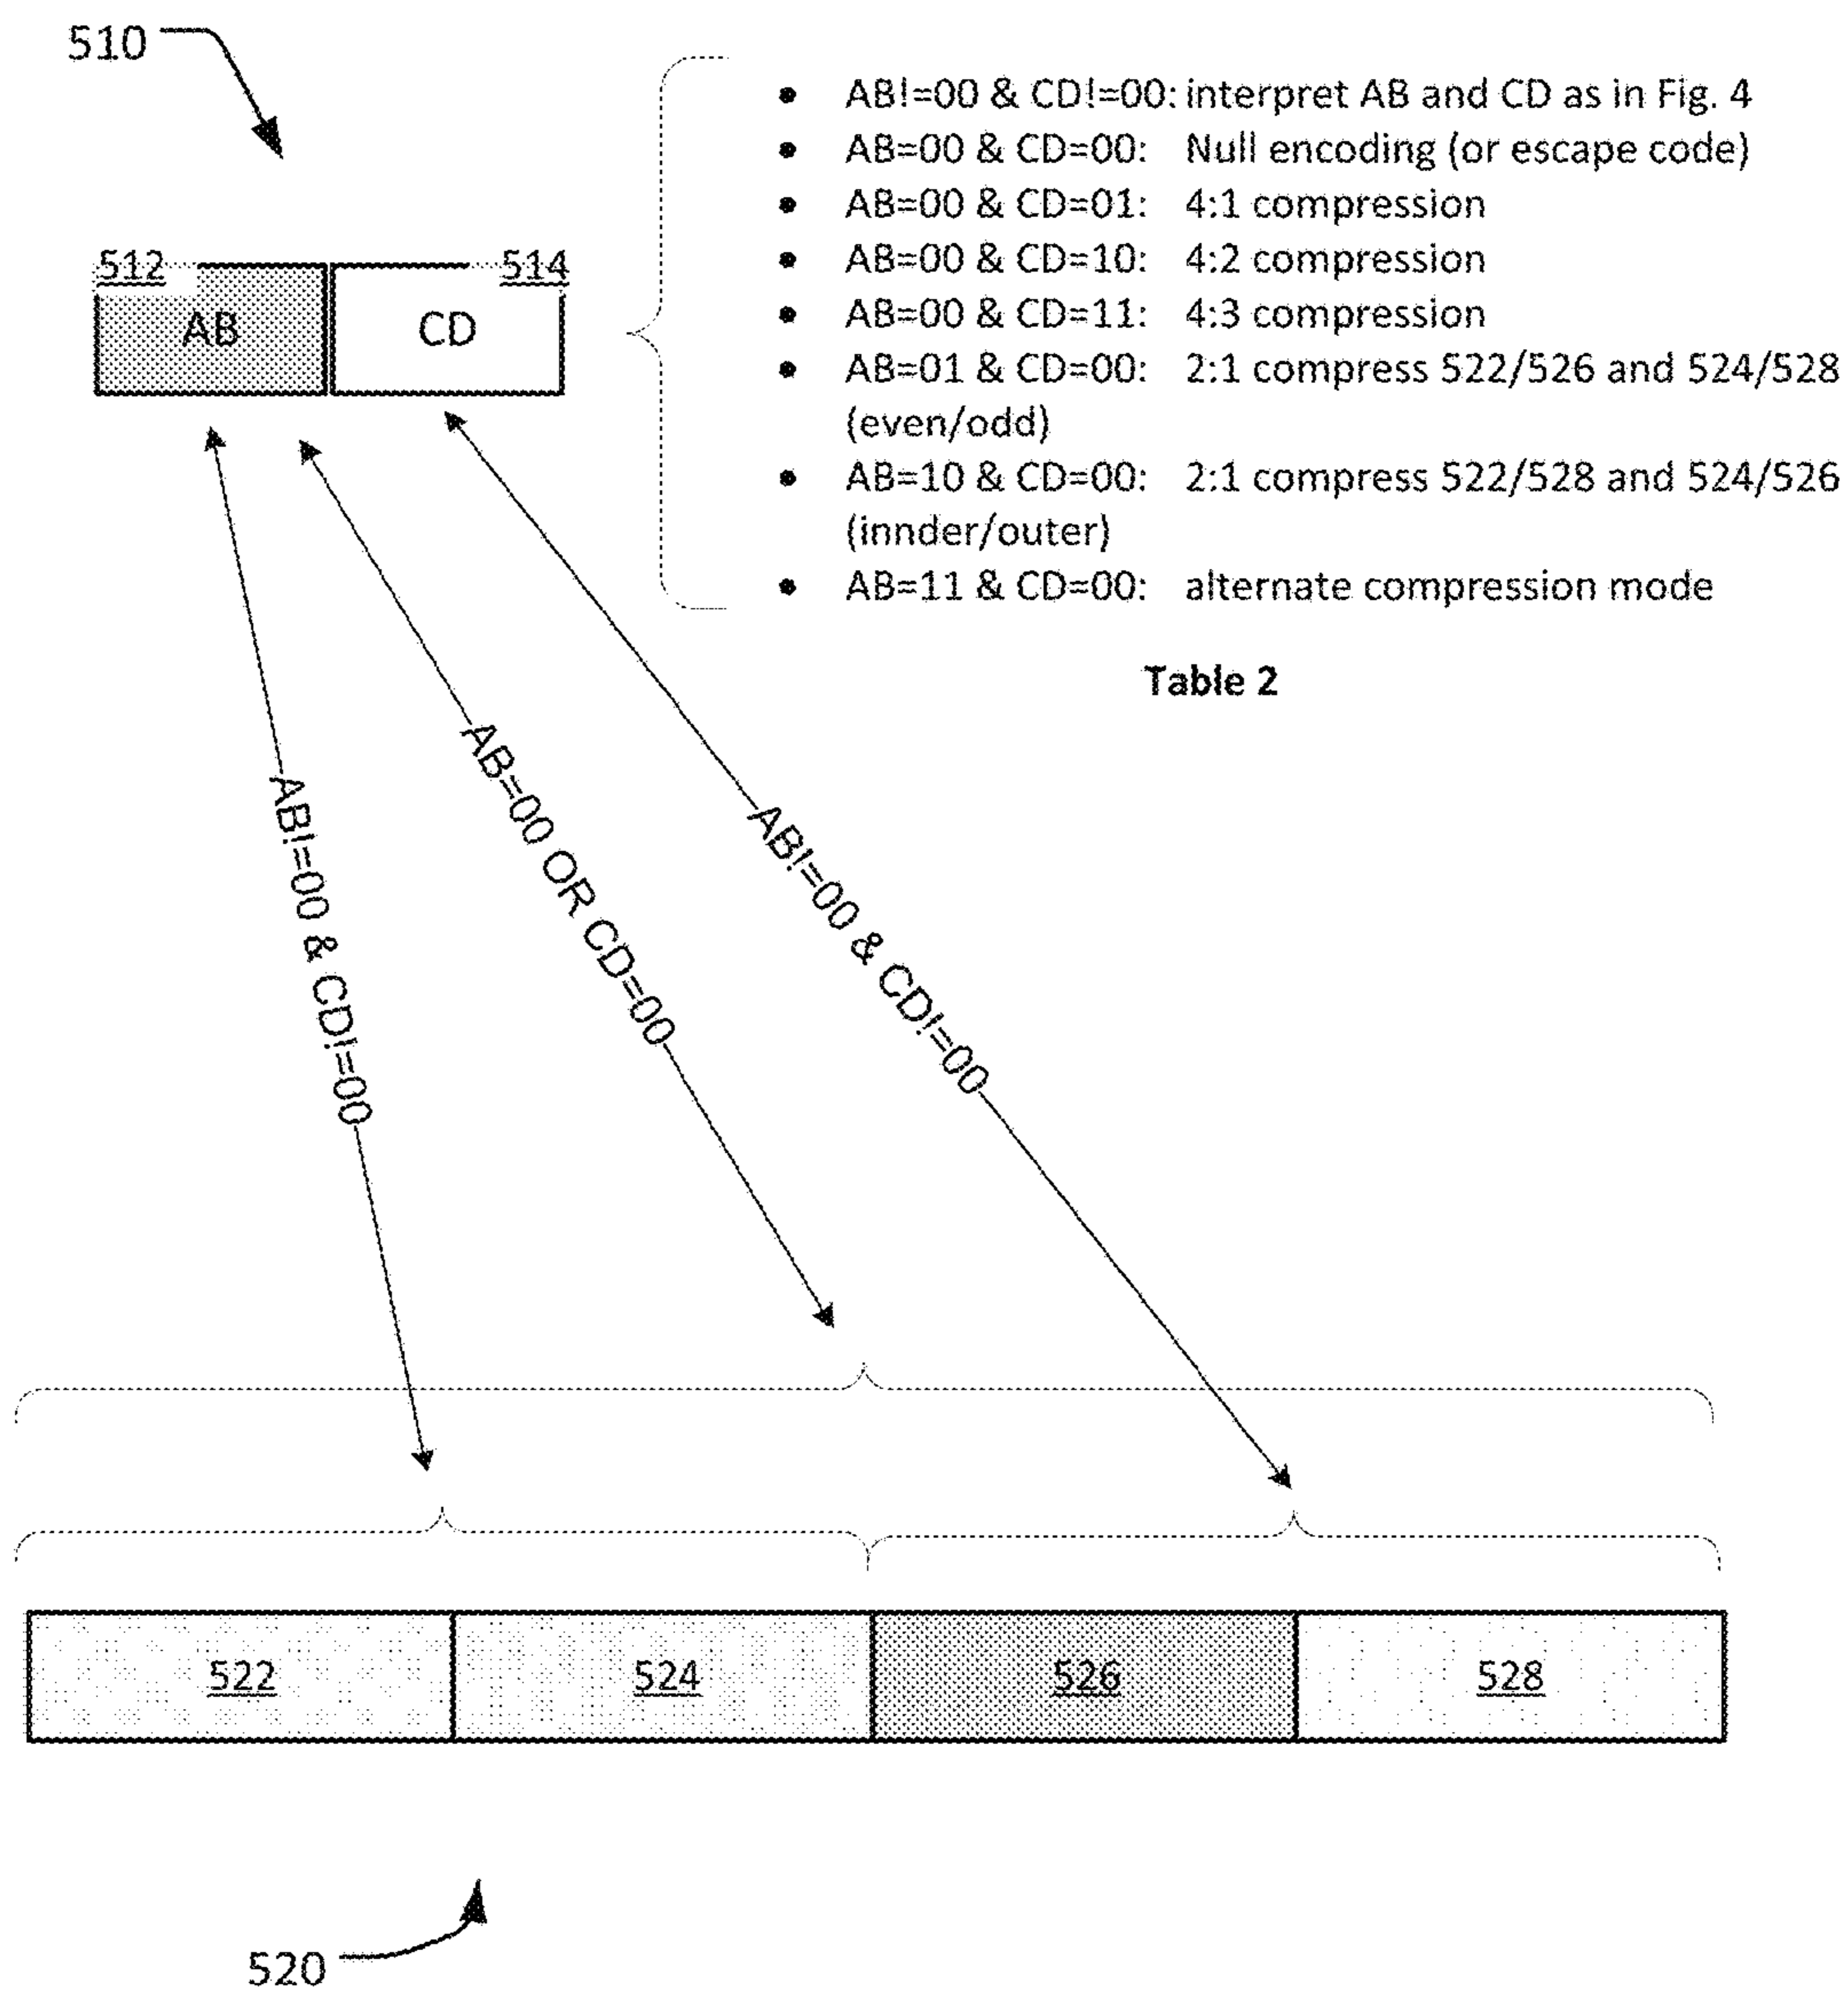 510
• AB!=00 & CD!=00: interpret AB and CD as in Fig. 4
• AB=00 & CD=00: Null encoding (or escape code)
• AB=00 & CD=01: 4:1 compression
• AB=00 & CD=10: 4:2 compression
• AB=00 & CD=11: 4:3 compression
• AB=01 & CD=00: 2:1 compress 522/526 and 524/528
(even/odd)
• AB=10 & CD=00: 2:1 compress 522/528 and 524/526
(innder/outer)
• AB=11 & CD=00: alternate compression mode
Table 2
512
514
AB
CD
AB!=00 & CD!=00
AB=00 OR CD=00
AB!=00 & CD!=00
522
524
526
528
520